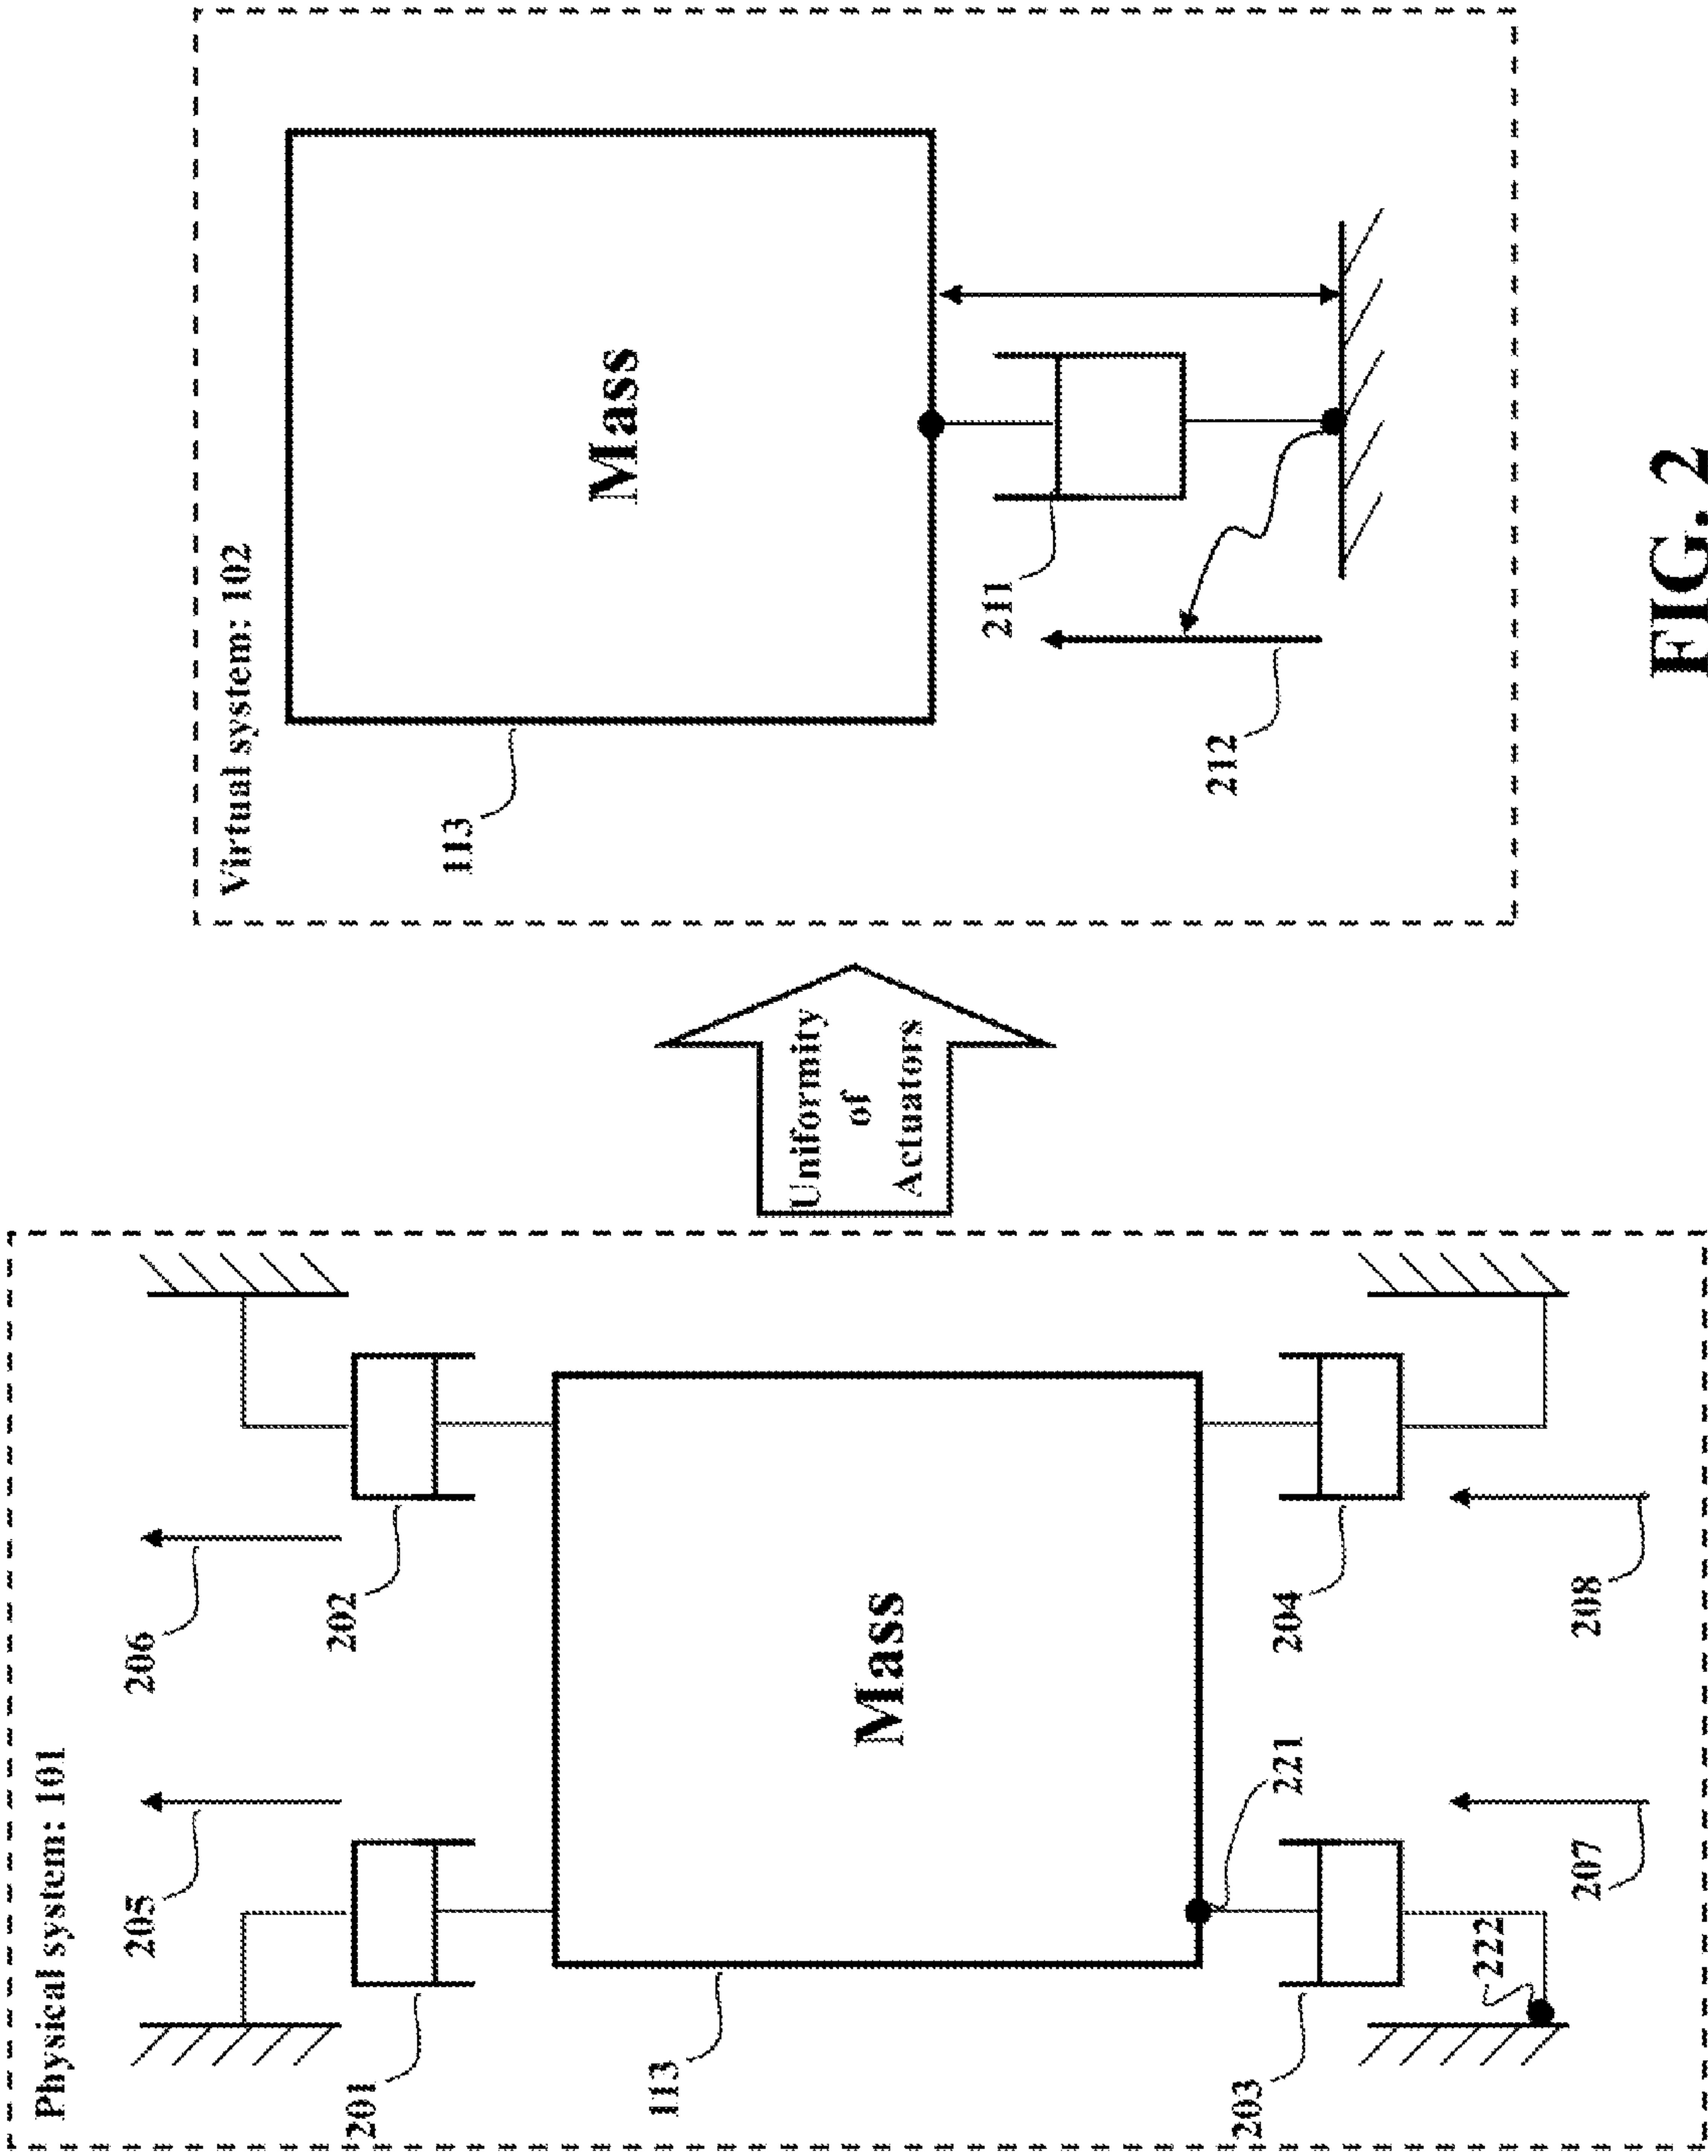 Physical system: 101
205
206
201
202
113
Mass
221
203
204
222
207
208
Uniformity
of
Actuators
Virtual system: 102
113
Mass
211
212
FIG. 2